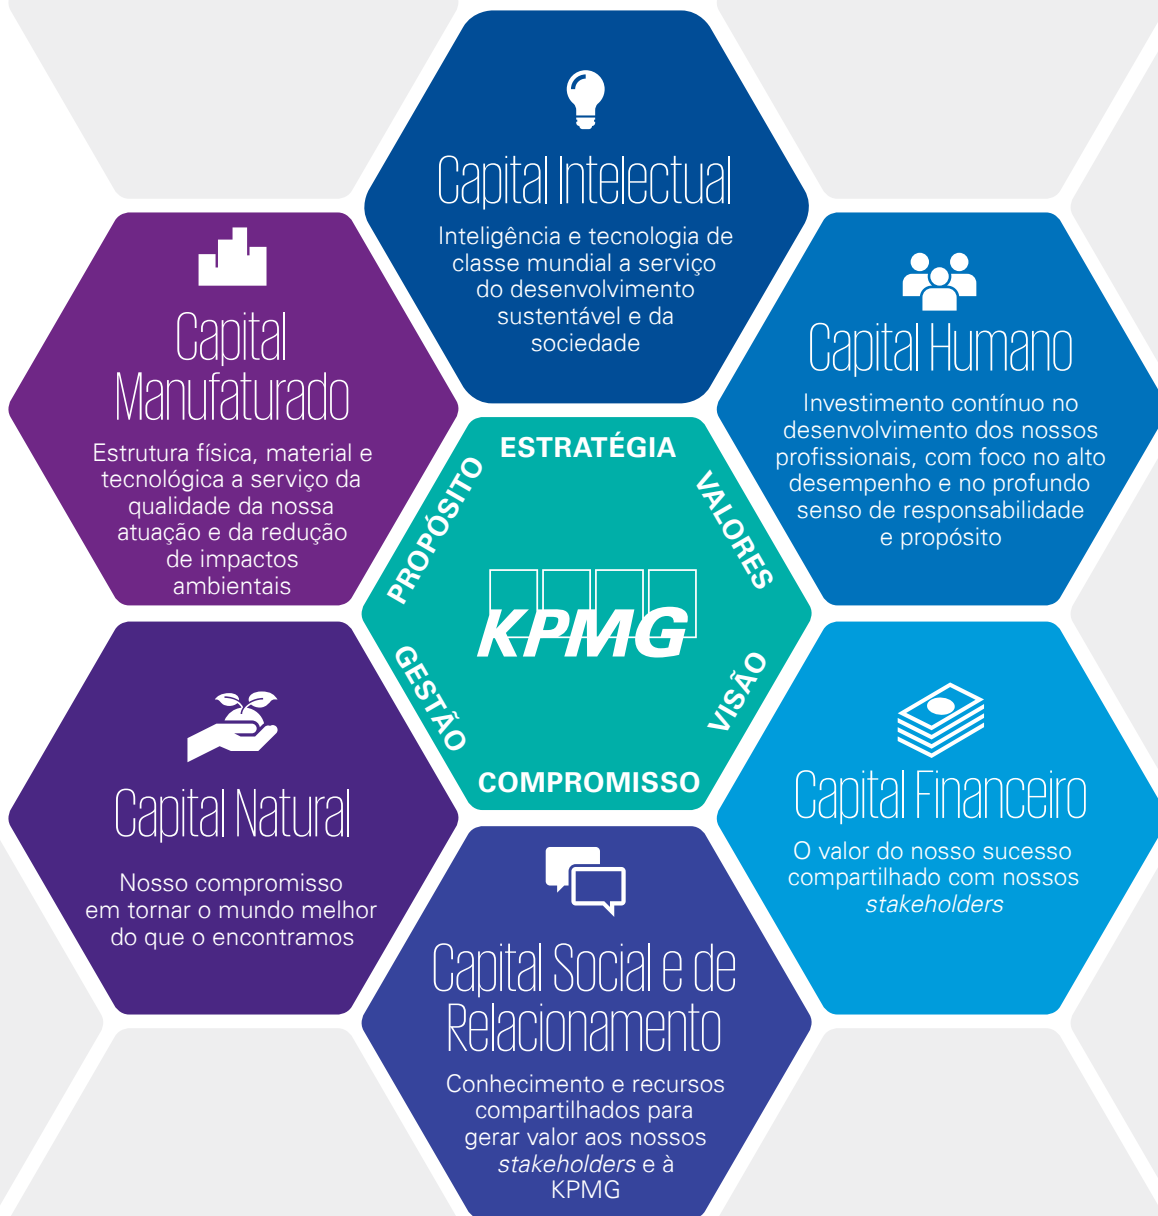 Capital Intelectual
Inteligência e tecnologia de
classe mundial a serviço
do desenvolvimento
sustentável e da
sociedade
Capital
Manufaturado
Estrutura física, material e
tecnológica a serviço da
qualidade da nossa
atuação e da redução
de impactos
ambientais
Capital Humano
Investimento contínuo no
desenvolvimento dos nossos
profissionais, com foco no alto
desempenho e no profundo
senso de responsabilidade
e propósito
ESTRATÉGIA
PROPÓSITO
VALORES
KPMG
GESTÃO
VISÃO
COMPROMISSO
Capital Natural
Nosso compromisso
em tornar o mundo melhor
do que o encontramos
Capital Financeiro
O valor do nosso sucesso
compartilhado com nossos
stakeholders
Capital Social e de
Relacionamento
Conhecimento e recursos
compartilhados para
gerar valor aos nossos
stakeholders e à
KPMG